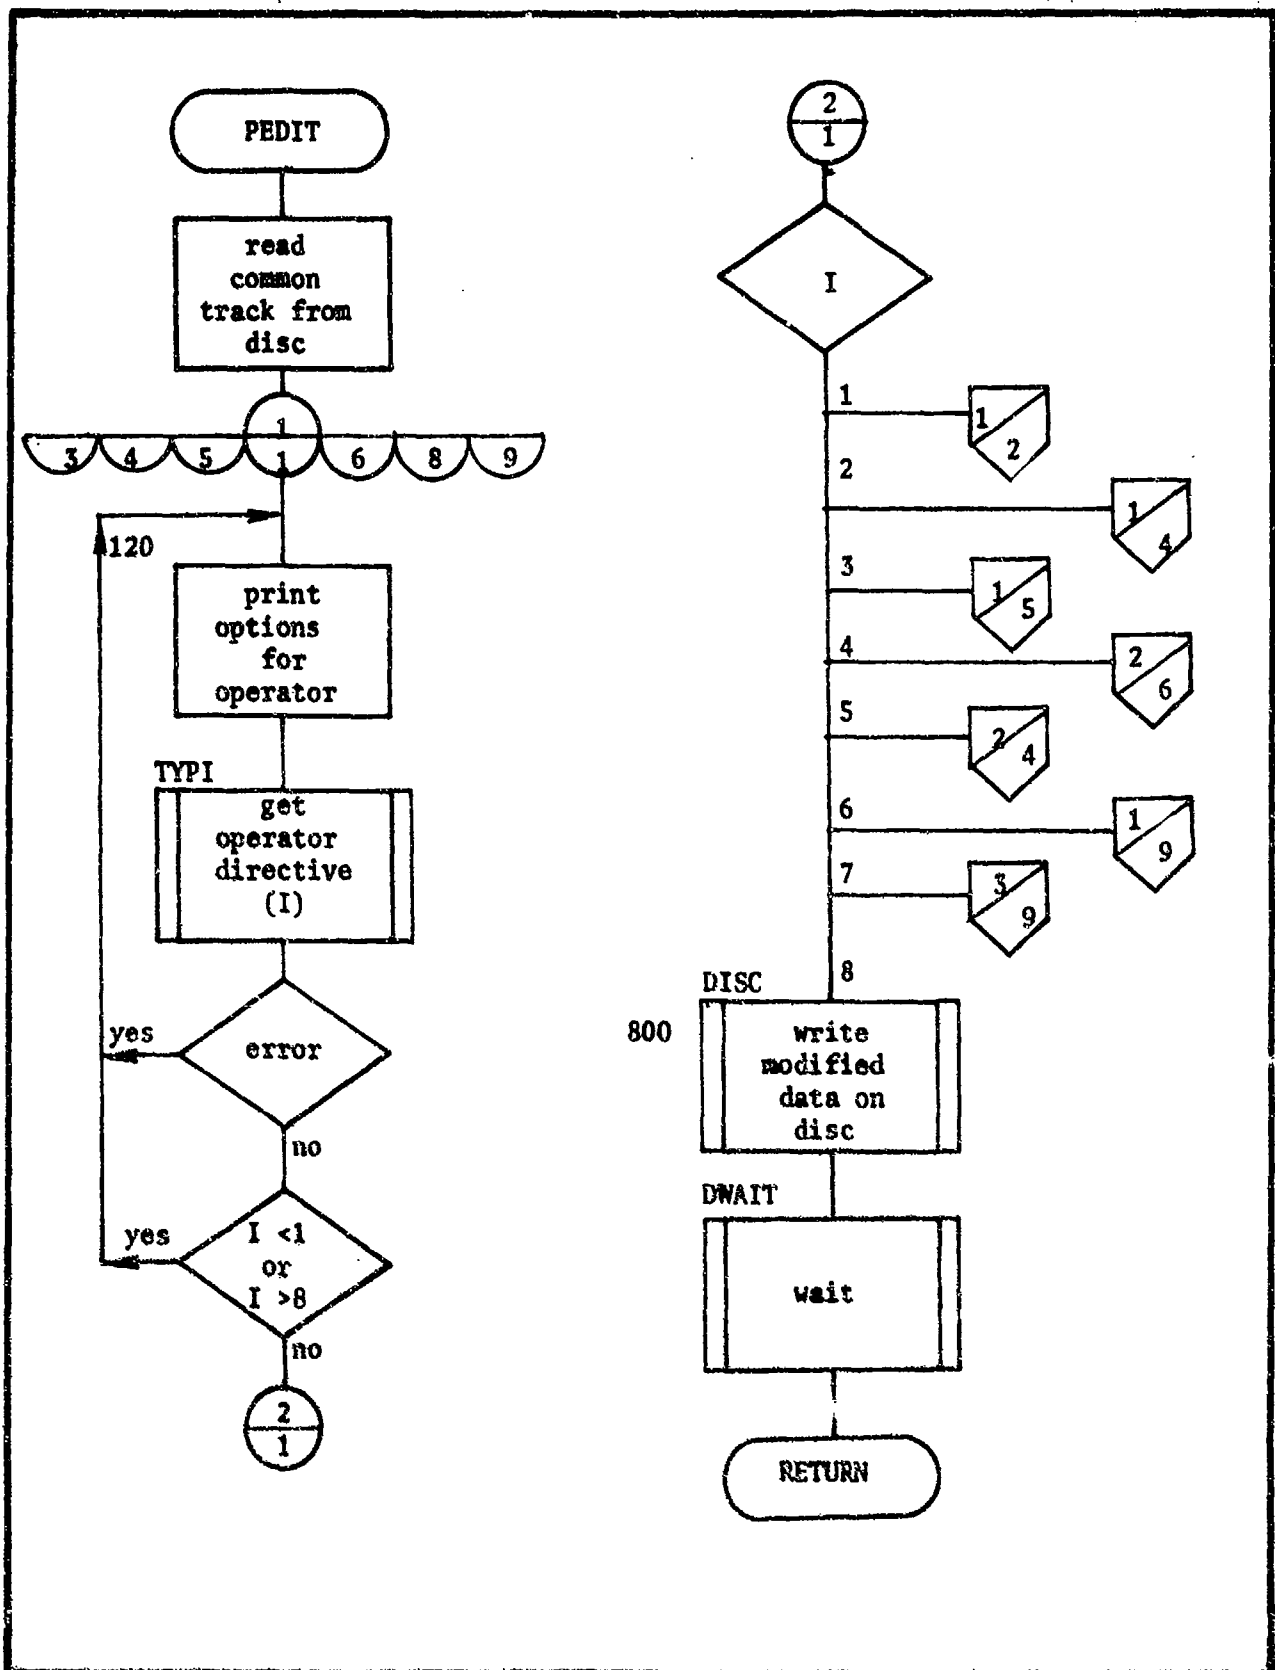 PEDIT
read
common
track from
disc
1
3 4 5 1 6 8 9
120
print
options
for
operator
TYPI
get
operator
directive
(I)
yes
error
no
yes
I <1
or
I >8
no
2
1
2
1
I
1
1
2
2
1
4
3
1
5
4
2
6
5
2
4
6
1
9
7
3
9
8
DISC
800
write
modified
data on
disc
DWAIT
wait
RETURN